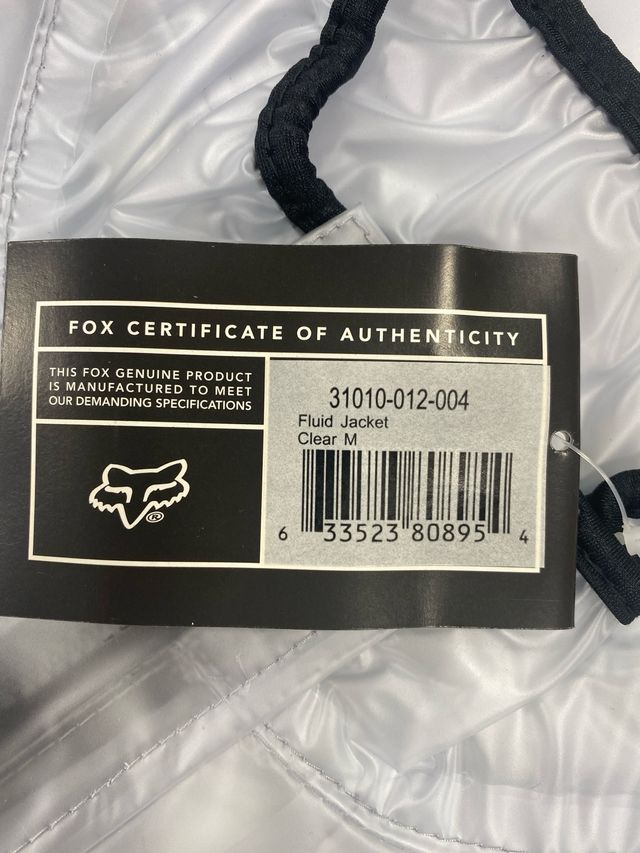 FOX CERTIFICATE OF AUTHENTICITY
THIS FOX GENUINE PRODUCT
IS MANUFACTURED TO MEET
OUR DEMANDING SPECIFICATIONS
31010-012-004
Fluid Jacket
Clear M
6 33523 80895 4
®